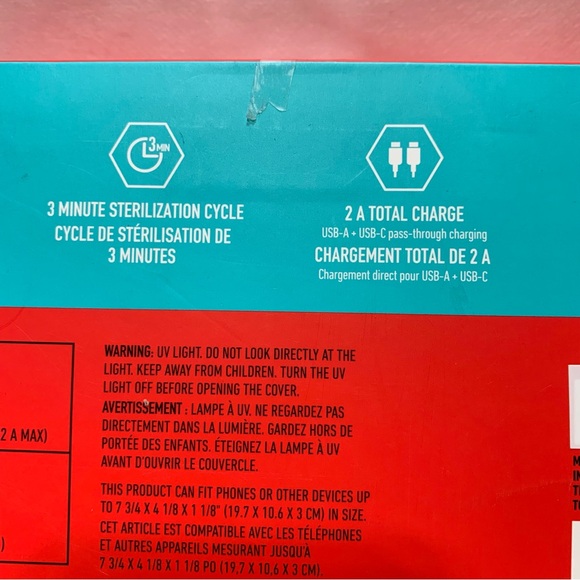 3 MIN
3 MINUTE STERILIZATION CYCLE
CYCLE DE STÉRILISATION DE
3 MINUTES
2 A TOTAL CHARGE
USB-A + USB-C pass-through charging
CHARGEMENT TOTAL DE 2 A
Chargement direct pour USB-A + USB-C
2 A MAX)
)
WARNING: UV LIGHT. DO NOT LOOK DIRECTLY AT THE
LIGHT. KEEP AWAY FROM CHILDREN. TURN THE UV
LIGHT OFF BEFORE OPENING THE COVER.
AVERTISSEMENT : LAMPE À UV. NE REGARDEZ PAS
DIRECTEMENT DANS LA LUMIÈRE. GARDEZ HORS DE
PORTÉE DES ENFANTS. ÉTEIGNEZ LA LAMPE À UV
AVANT D'OUVRIR LE COUVERCLE.
THIS PRODUCT CAN FIT PHONES OR OTHER DEVICES UP
TO 7 3/4 X 4 1/8 X 1 1/8" (19.7 X 10.6 X 3 CM) IN SIZE.
CET ARTICLE EST COMPATIBLE AVEC LES TÉLÉPHONES
ET AUTRES APPAREILS MESURANT JUSQU'À
7 3/4 X 4 1/8 X 1 1/8 PO (19,7 X 10,6 X 3 CM).